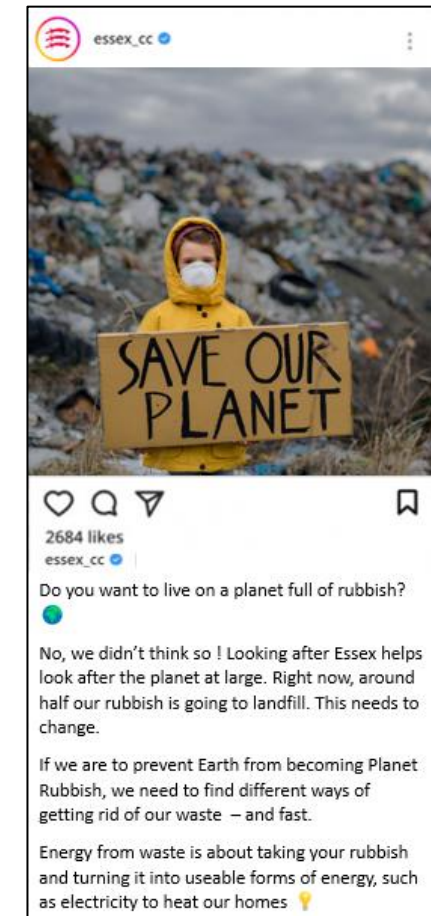 essex_cc
SAVE OUR
PLANET
2684 likes
essex_cc
Do you want to live on a planet full of rubbish?
🌍
No, we didn’t think so ! Looking after Essex helps
look after the planet at large. Right now, around
half our rubbish is going to landfill. This needs to
change.
If we are to prevent Earth from becoming Planet
Rubbish, we need to find different ways of
getting rid of our waste – and fast.
Energy from waste is about taking your rubbish
and turning it into useable forms of energy, such
as electricity to heat our homes 💡